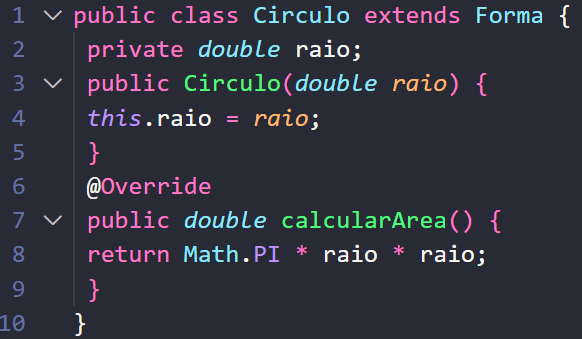 1 public class Circulo extends Forma {
2 private double raio;
3 public Circulo(double raio) {
4 this.raio = raio;
5 }
6 @Override
7 public double calcularArea() {
8 return Math.PI * raio * raio;
9 }
10 }